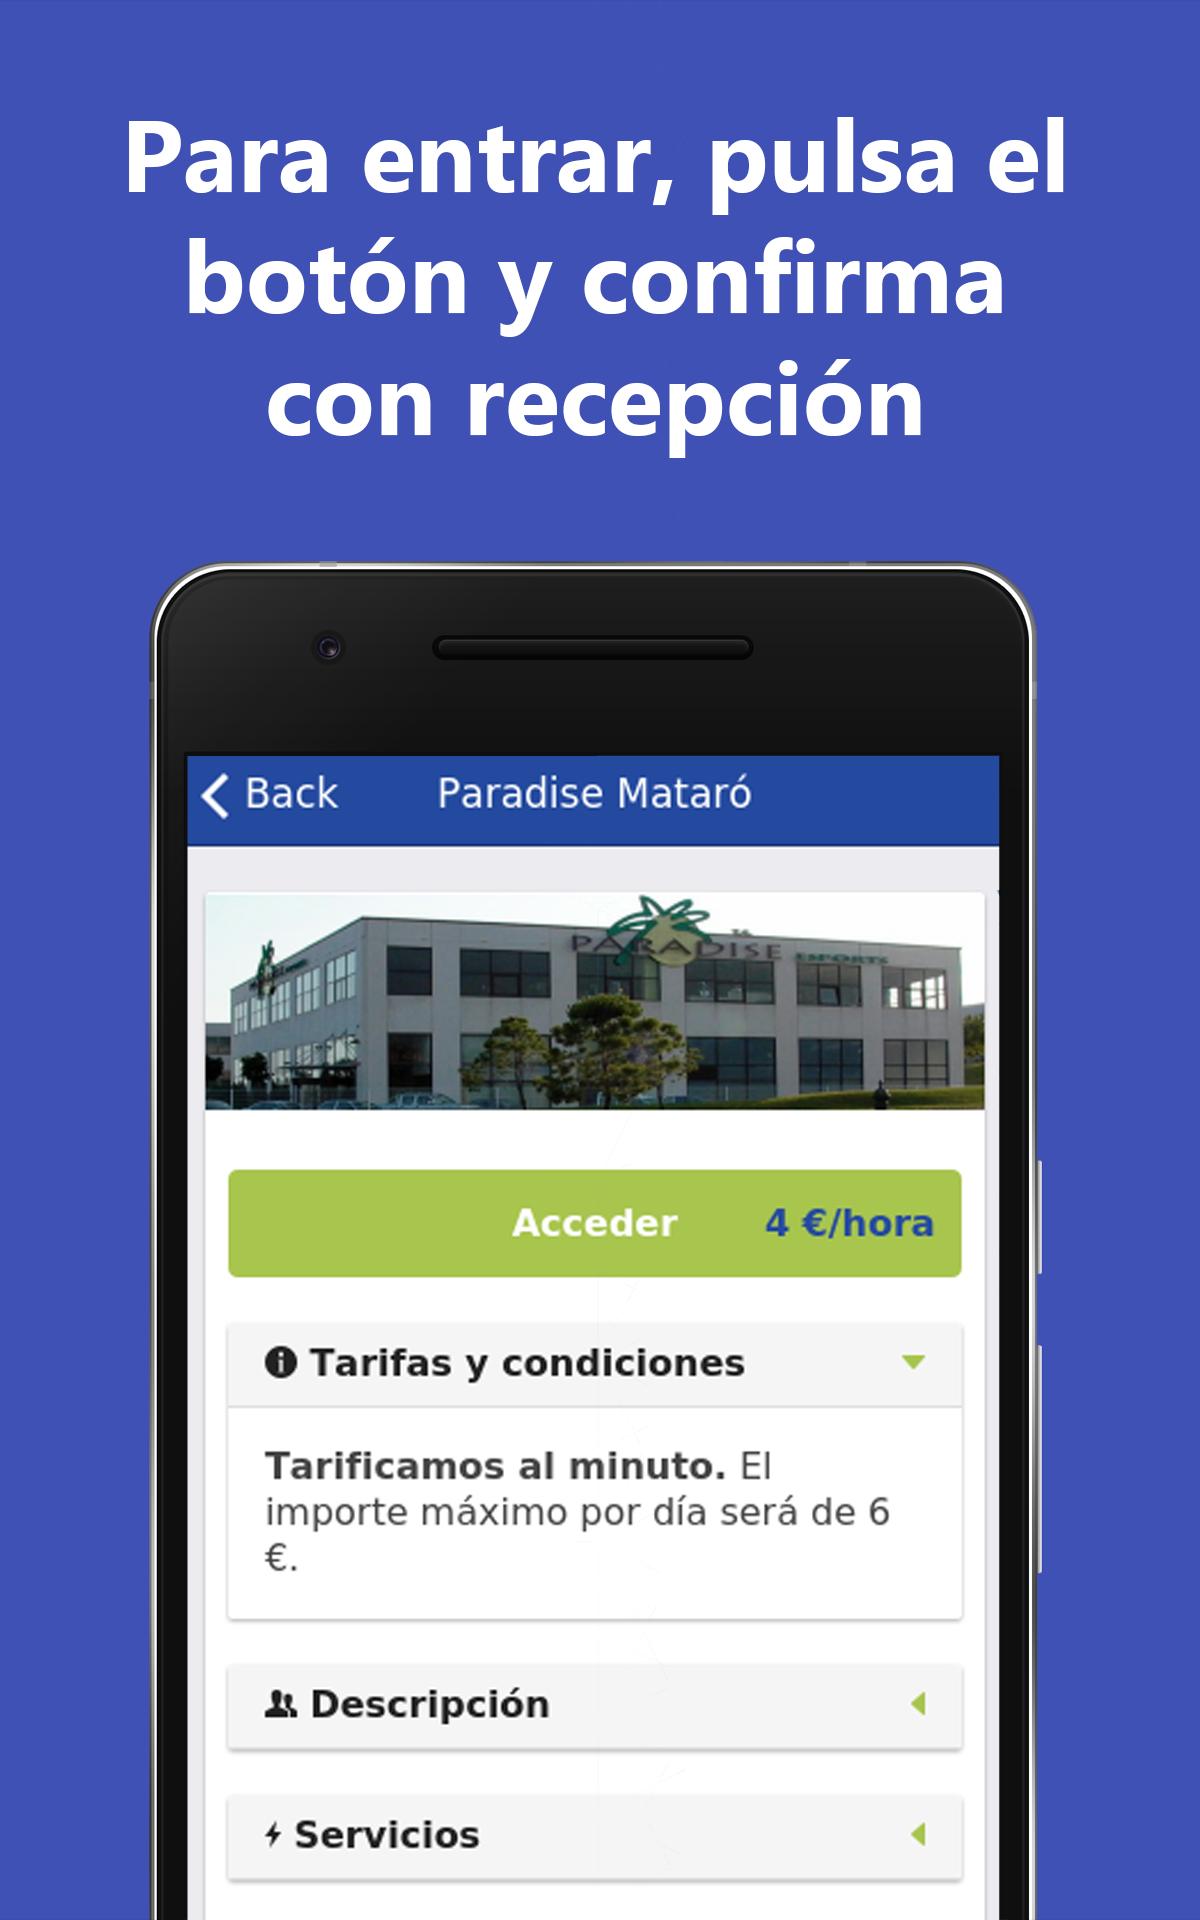 Para entrar, pulsa el
botón y confirma
con recepción
Back
Paradise Mataró
PARADISE ESPORTS
Acceder 4 €/hora
Tarifas y condiciones
Tarificamos al minuto. El
importe máximo por día será de 6
€.
Descripción
Servicios